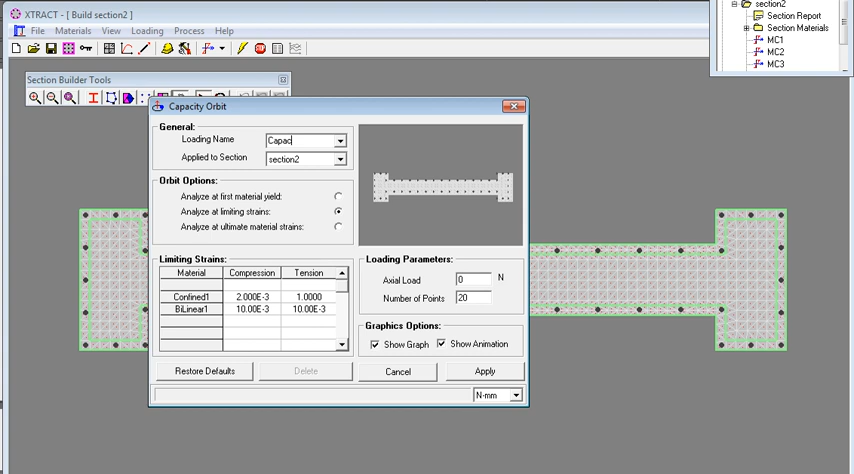 XTRACT - [ Build section2 ]
File Materials View Loading Process Help
section2
Section Report
Section Materials
MC1
MC2
MC3
Section Builder Tools
Capacity Orbit
General:
Loading Name Capac
Applied to Section section2
Orbit Options:
Analyze at first material yield:
Analyze at limiting strains:
Analyze at ultimate material strains:
Limiting Strains:
Material Compression Tension
Confined1 2.000E-3 1.0000
BiLinear1 10.00E-3 10.00E-3
Loading Parameters:
Axial Load 0 N
Number of Points 20
Graphics Options:
Show Graph Show Animation
Restore Defaults Delete Cancel Apply
N-mm